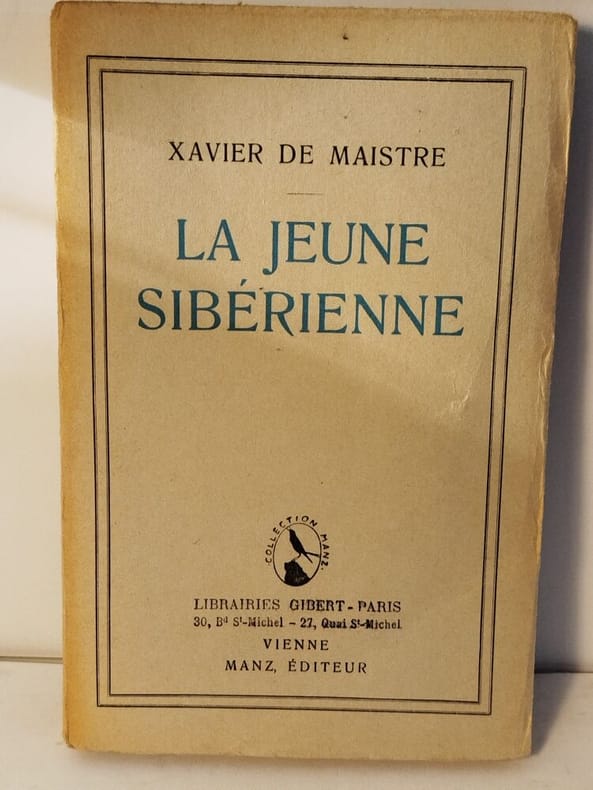 XAVIER DE MAISTRE
LA JEUNE
SIBÉRIENNE
COLLECTION MANZ.
LIBRAIRIES GIBERT - PARIS
30, Bd St-Michel - 27, Quai St-Michel
VIENNE
MANZ, ÉDITEUR